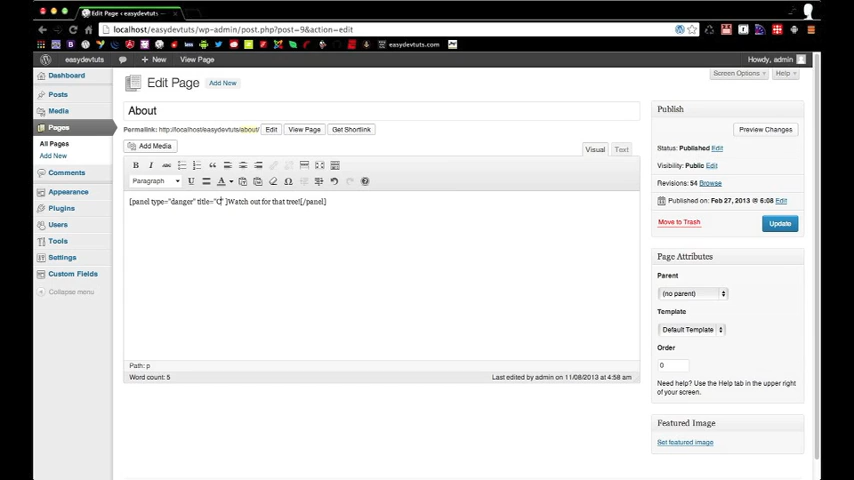 Edit Page ‹ easydevtuts —
localhost/easydevtuts/wp-admin/post.php?post=9&action=edit
easydevtuts.com
easydevtuts
+ New
View Page
Howdy, admin
Dashboard
Posts
Media
Pages
All Pages
Add New
Comments
Appearance
Plugins
Users
Tools
Settings
Custom Fields
Collapse menu
Screen Options
Help
Edit Page
Add New
About
Permalink: http://localhost/easydevtuts/about/
Edit
View Page
Get Shortlink
Add Media
Visual
Text
B I ABC
Paragraph
U A
[panel type="danger" title="C" ]Watch out for that tree![/panel]
Path: p
Word count: 5
Last edited by admin on 11/08/2013 at 4:58 am
Publish
Preview Changes
Status: Published Edit
Visibility: Public Edit
Revisions: 54 Browse
Published on: Feb 27, 2013 @ 6:08 Edit
Move to Trash
Update
Page Attributes
Parent
(no parent)
Template
Default Template
Order
0
Need help? Use the Help tab in the upper right
of your screen.
Featured Image
Set featured image